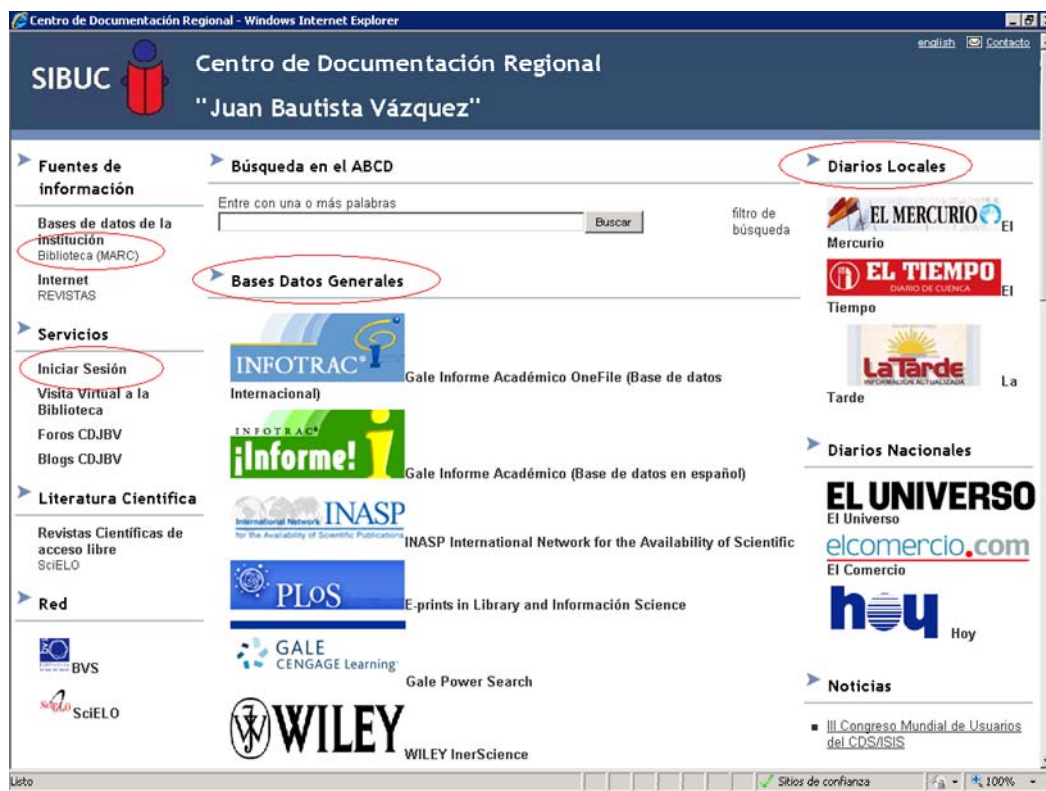 Centro de Documentación Regional - Windows Internet Explorer
english Contacto
SIBUC
Centro de Documentación Regional
"Juan Bautista Vázquez"
Fuentes de
información
Bases de datos de la
institución
Biblioteca (MARC)
Internet
REVISTAS
Servicios
Iniciar Sesión
Visita Virtual a la
Biblioteca
Foros CDJBV
Blogs CDJBV
Literatura Cientifica
Revistas Científicas de
acceso libre
SciELO
Red
BVS
SciELO
SciELO
Búsqueda en el ABCD
Entre con una o más palabras
Buscar
filtro de
búsqueda
Bases Datos Generales
INFOTRAC
Gale Informe Académico OneFile (Base de datos
Internacional)
INFOTRAC
¡Informe!
Gale Informe Académico (Base de datos en español)
International Network INASP
for the Availability of Scientific Publications
INASP International Network for the Availability of Scientific
PLoS
E-prints in Library and Información Science
GALE
CENGAGE Learning
Gale Power Search
WILEY
WILEY InerScience
Diarios Locales
EL MERCURIO
El
Mercurio
EL TIEMPO
DIARIO DE CUENCA
El
Tiempo
LaTarde
INFORMACIÓN ACTUALIZADA
La
Tarde
Diarios Nacionales
EL UNIVERSO
El Universo
elcomercio.com
El Comercio
hoy
Hoy
Noticias
III Congreso Mundial de Usuarios
del CDS/ISIS
Listo
Sitios de confianza
100%